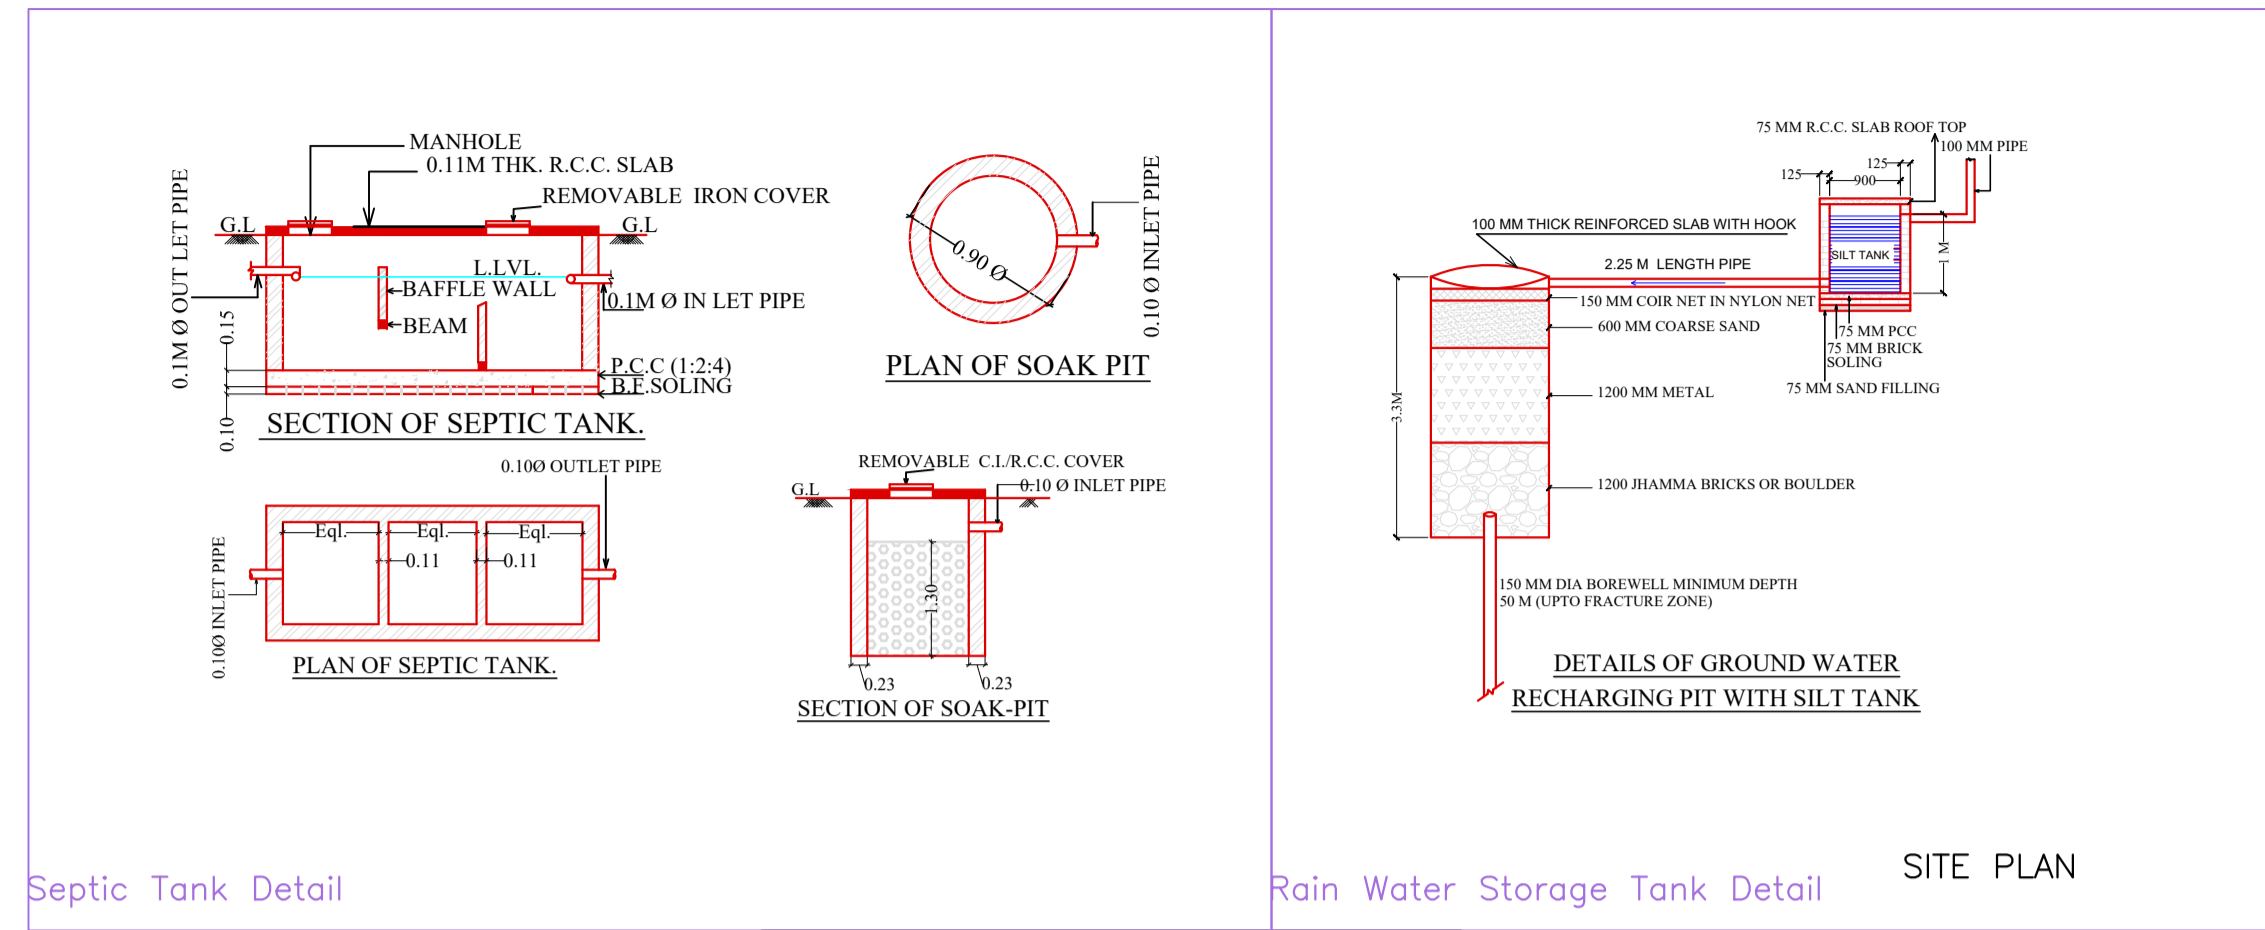 MANHOLE
0.11M THK. R.C.C. SLAB
REMOVABLE IRON COVER
G.L
G.L
0.1M Ø OUT LET PIPE
L.LVL.
BAFFLE WALL
0.1M Ø IN LET PIPE
BEAM
0.15
P.C.C (1:2:4)
B.F.SOLING
0.10
SECTION OF SEPTIC TANK.
0.10Ø OUTLET PIPE
Eql.
Eql.
Eql.
0.11
0.11
0.10Ø INLET PIPE
PLAN OF SEPTIC TANK.
0.90 Ø
0.10 Ø INLET PIPE
PLAN OF SOAK PIT
REMOVABLE C.I./R.C.C. COVER
G.L
0.10 Ø INLET PIPE
1.30
0.23
0.23
SECTION OF SOAK-PIT
Septic Tank Detail
75 MM R.C.C. SLAB ROOF TOP
100 MM PIPE
125
125
900
100 MM THICK REINFORCED SLAB WITH HOOK
2.25 M LENGTH PIPE
SILT TANK
1 M
150 MM COIR NET IN NYLON NET
600 MM COARSE SAND
75 MM PCC
75 MM BRICK
SOLING
75 MM SAND FILLING
1200 MM METAL
3.3M
1200 JHAMMA BRICKS OR BOULDER
150 MM DIA BOREWELL MINIMUM DEPTH
50 M (UPTO FRACTURE ZONE)
DETAILS OF GROUND WATER
RECHARGING PIT WITH SILT TANK
SITE PLAN
Rain Water Storage Tank Detail